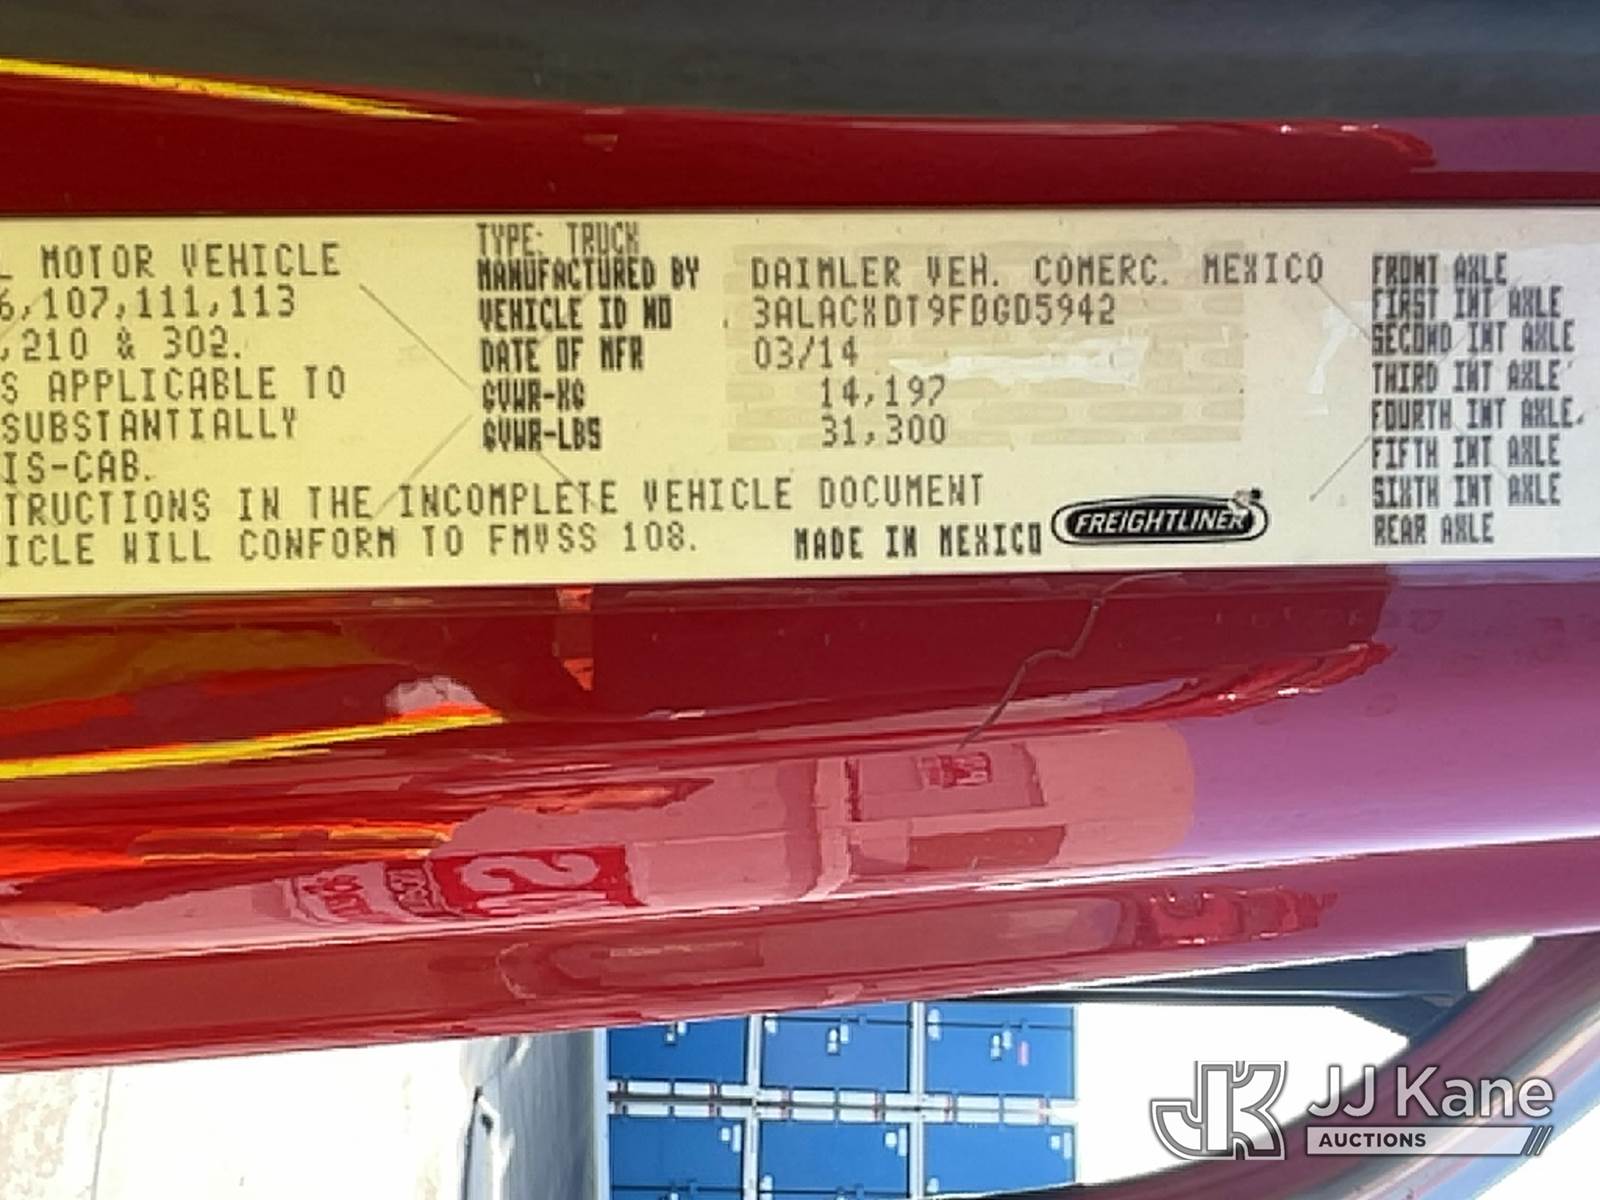 L MOTOR VEHICLE
6,107,111,113
,210 & 302.
S APPLICABLE TO
SUBSTANTIALLY
IS-CAB.
TRUCTIONS IN THE INCOMPLETE VEHICLE DOCUMENT
ICLE WILL CONFORM TO FMVSS 108.
TYPE: TRUCK
MANUFACTURED BY DAIMLER VEH. COMERC. MEXICO
VEHICLE ID NO . 3ALACXDT9FDGD5942
DATE OF MFR 03/14
GVWR-KG 14,197
GVWR-LBS 31,300
MADE IN MEXICO
FREIGHTLINER
FRONT AXLE
FIRST INT AXLE
SECOND INT AXLE
THIRD INT AXLE
FOURTH INT AXLE.
FIFTH INT AXLE
SIXTH INT AXLE
REAR AXLE
JK JJ Kane
AUCTIONS